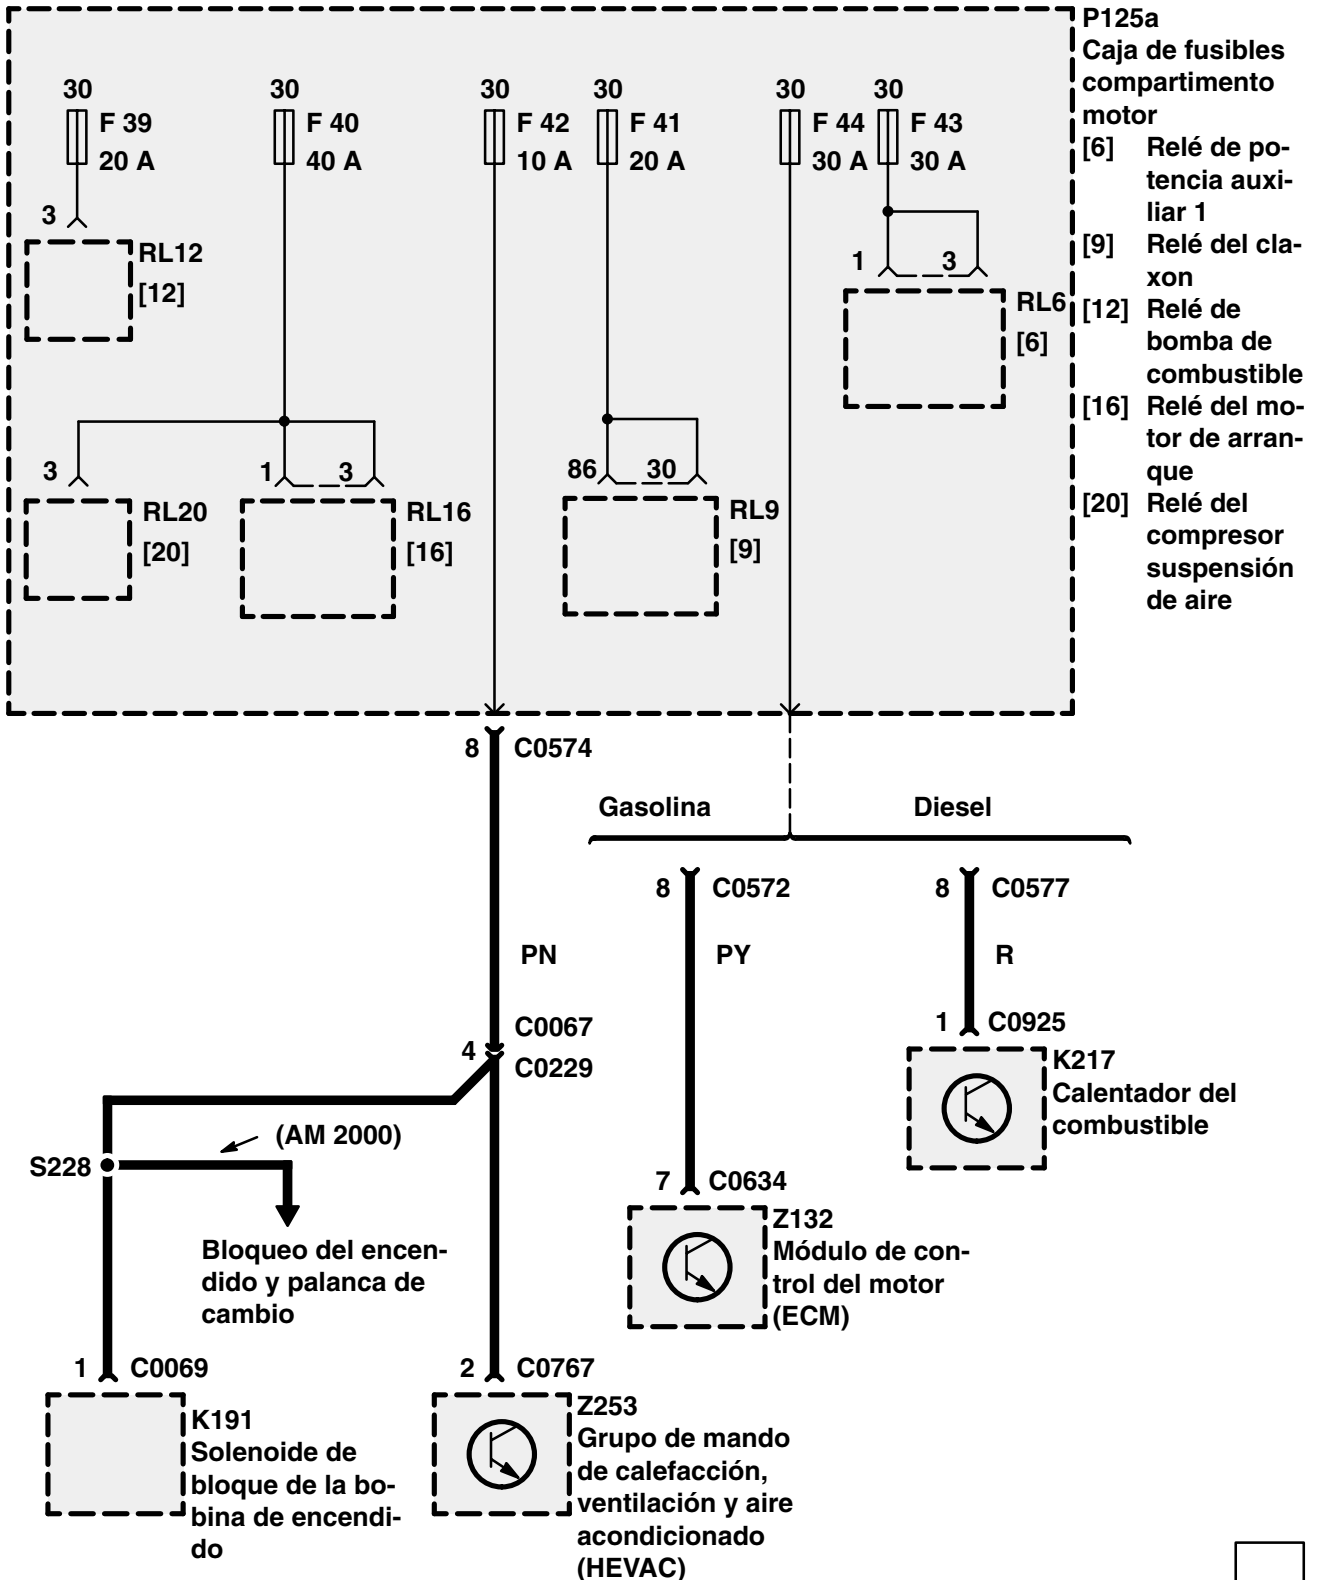 P125a
Caja de fusibles
compartimento
motor
[6] Relé de po-
tencia auxi-
liar 1
[9] Relé del cla-
xon
[12] Relé de
bomba de
combustible
[16] Relé del mo-
tor de arran-
que
[20] Relé del
compresor
suspensión
de aire
30 30 30 30 30 30
F 39 F 40 F 42 F 41 F 44 F 43
20 A 40 A 10 A 20 A 30 A 30 A
3
RL12
[12]
1 3
RL6
[6]
3 1 3 86 30
RL20 RL16 RL9
[20] [16] [9]
8 C0574
Gasolina Diesel
8 C0572 8 C0577
PN PY R
C0067
4
C0229
1 C0925
K217
Calentador del
combustible
(AM 2000)
S228
Bloqueo del encen-
dido y palanca de
cambio
7 C0634
Z132
Módulo de con-
trol del motor
(ECM)
1 C0069
K191
Solenoide de
bloque de la bo-
bina de encendi-
do
2 C0767
Z253
Grupo de mando
de calefacción,
ventilación y aire
acondicionado
(HEVAC)